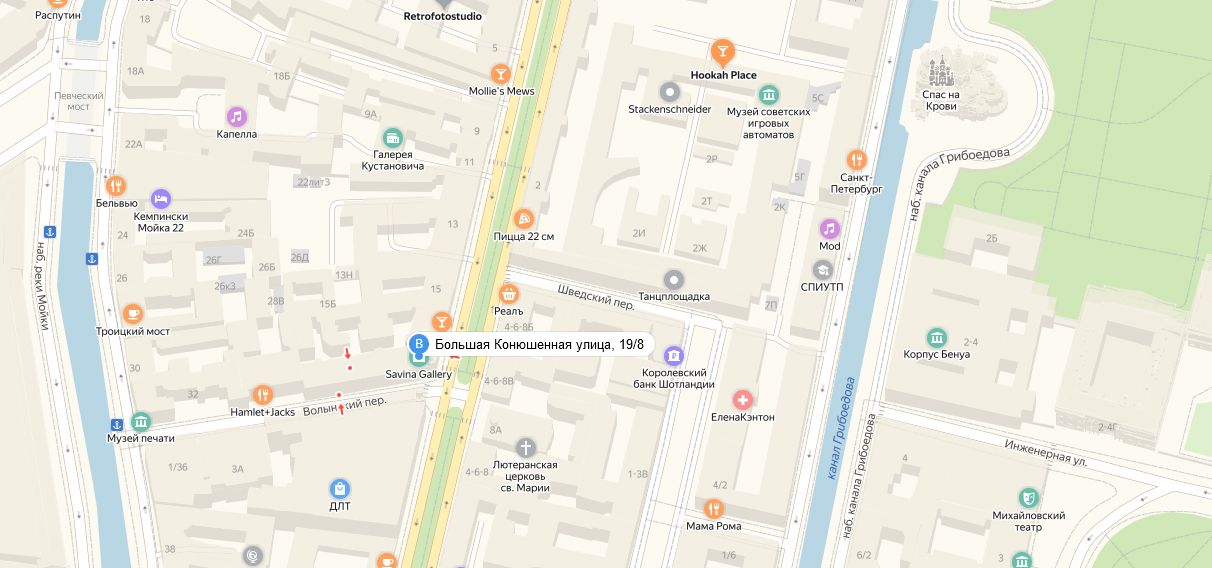 Распутин
Retrofotostudio
18А
18Б
5
Mollie's Mews
Hookah Place
Stackenschneider
5С
Музей советских
игровых
автоматов
Спас на
Крови
Певческий
мост
9А
9
Капелла
22А
Галерея
Кустановича
11
22
22литЗ
2
2Р
5Г
Санкт-
Петербург
наб. канала Грибоедова
Бельвью
Кемпински
Мойка 22
2Т
2К
24
24Б
13
Пицца 22 см
2И
2Ж
Mod
наб. реки Мойки
26Г
26Д
26
26Б
13Н
26к3
28В
15
Танцплощадка
СПИУТП
Шведский пер.
Реалъ
4-6-8Б
2П
Троицкий мост
Большая Конюшенная улица, 19/8
В
Savina Gallery
Королевский
банк Шотландии
Корпус Бенуа
2-4Г
4-6-8В
Hamlet+Jacks
Волынский пер.
ЕленаКэнтон
Музей печати
8А
канал Грибоедова
наб. канала Грибоедова
2-4Г
Инженерная ул.
1/36
3А
4-6-8
Лютеранская
церковь
св. Марии
1-3В
4/2
4
ДЛТ
Мама Рома
Михайловский
театр
38
1/6
6/2
3